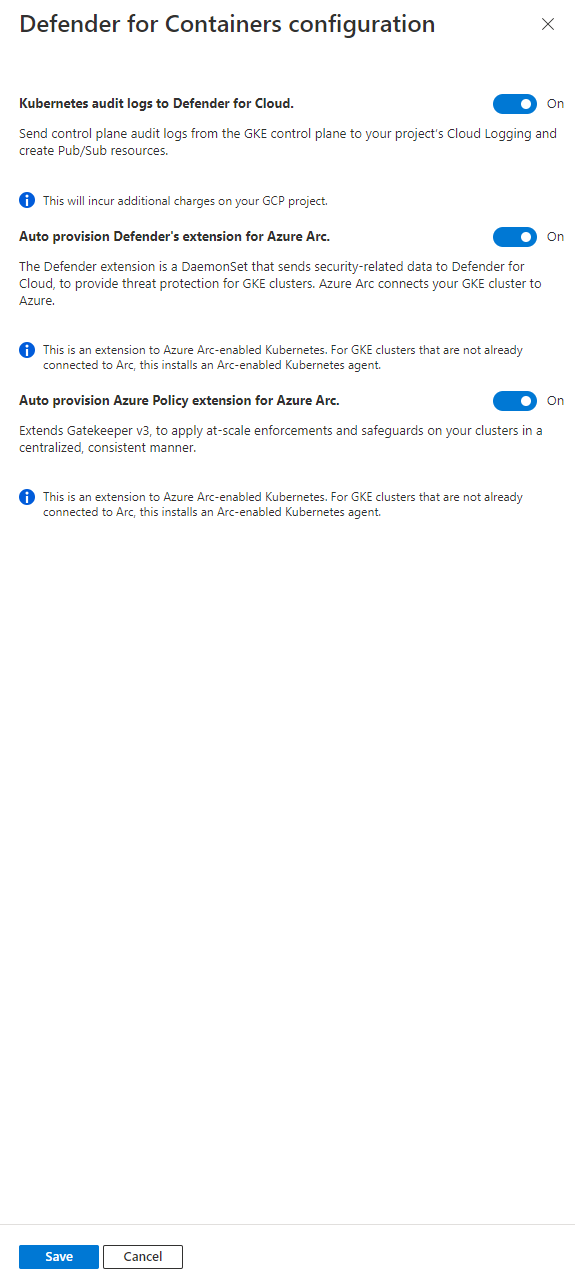 Defender for Containers configuration
Kubernetes audit logs to Defender for Cloud.
On
Send control plane audit logs from the GKE control plane to your project's Cloud Logging and
create Pub/Sub resources.
This will incur additional charges on your GCP project.
Auto provision Defender's extension for Azure Arc.
On
The Defender extension is a DaemonSet that sends security-related data to Defender for
Cloud, to provide threat protection for GKE clusters. Azure Arc connects your GKE cluster to
Azure.
This is an extension to Azure Arc-enabled Kubernetes. For GKE clusters that are not already
connected to Arc, this installs an Arc-enabled Kubernetes agent.
Auto provision Azure Policy extension for Azure Arc.
On
Extends Gatekeeper v3, to apply at-scale enforcements and safeguards on your clusters in a
centralized, consistent manner.
This is an extension to Azure Arc-enabled Kubernetes. For GKE clusters that are not already
connected to Arc, this installs an Arc-enabled Kubernetes agent.
Save
Cancel